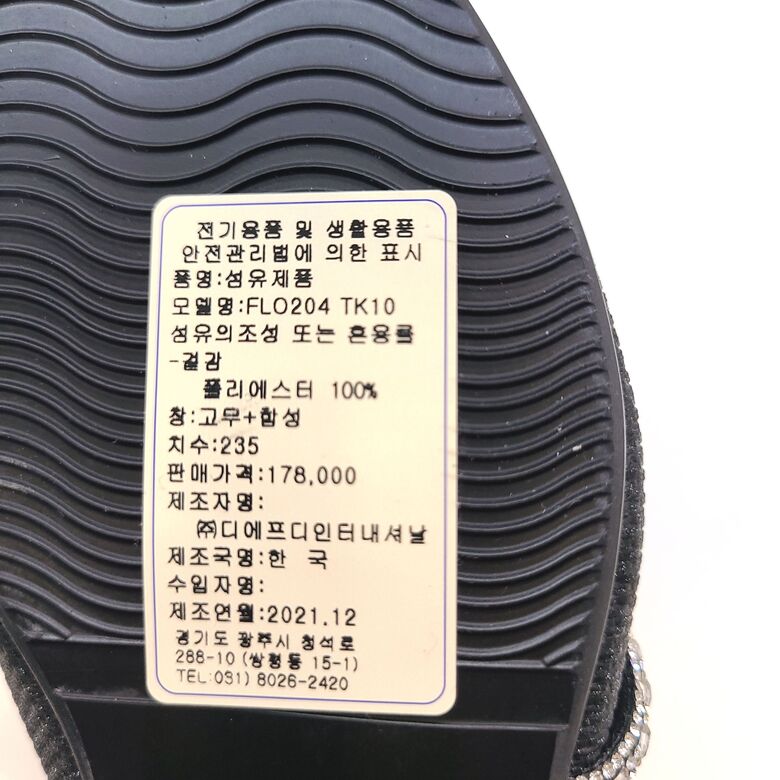 전기용품 및 생활용품
안전관리법에 의한 표시
품명:섬유제품
모델명:FLO204 TK10
섬유의조성 또는 혼용률
-겉감
폴리에스터 100%
창:고무+합성
치수:235
판매가격:178,000
제조자명:
㈜디에프디인터내셔날
제조국명:한 국
수입자명:
제조연월:2021.12
경기도 광주시 청석로
288-10 (쌍령동 15-1)
TEL:031) 8026-2420